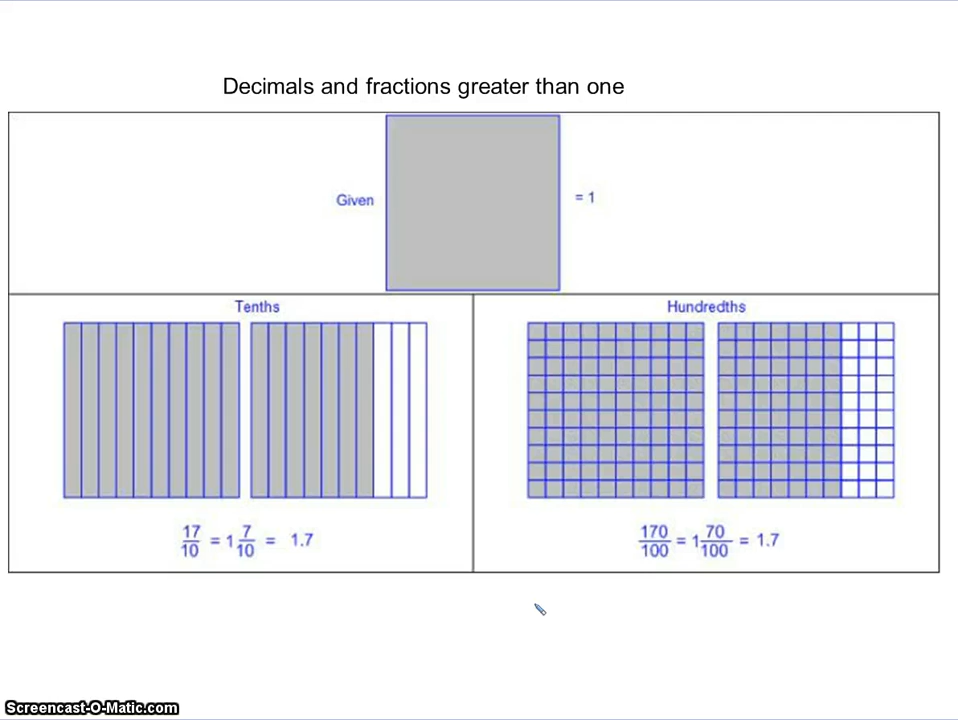 Decimals and fractions greater than one
Given = 1
Tenths
17/10 = 1 7/10 = 1.7
Hundredths
170/100 = 1 70/100 = 1.7
Screencast-O-Matic.com